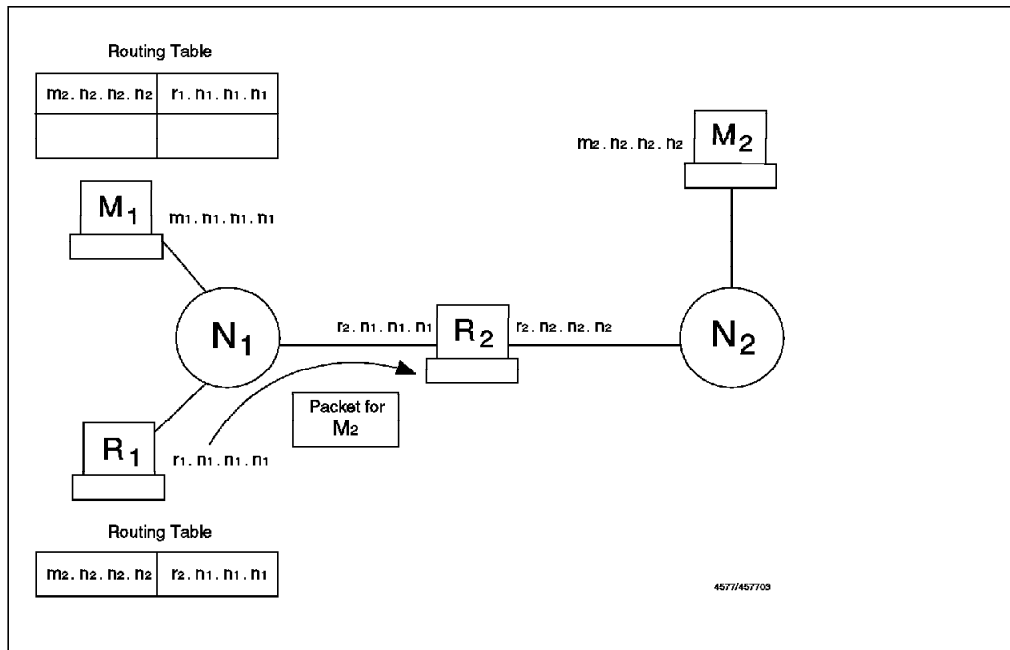 Routing Table
m₂.n₂.n₂.n₂ r₁.n₁.n₁.n₁
M₂
m₂.n₂.n₂.n₂
M₁
m₁.n₁.n₁.n₁
N₁
r₂.n₁.n₁.n₁
R₂
r₂.n₂.n₂.n₂
N₂
Packet for
M₂
R₁
r₁.n₁.n₁.n₁
Routing Table
m₂.n₂.n₂.n₂ r₂.n₁.n₁.n₁
4577/457703